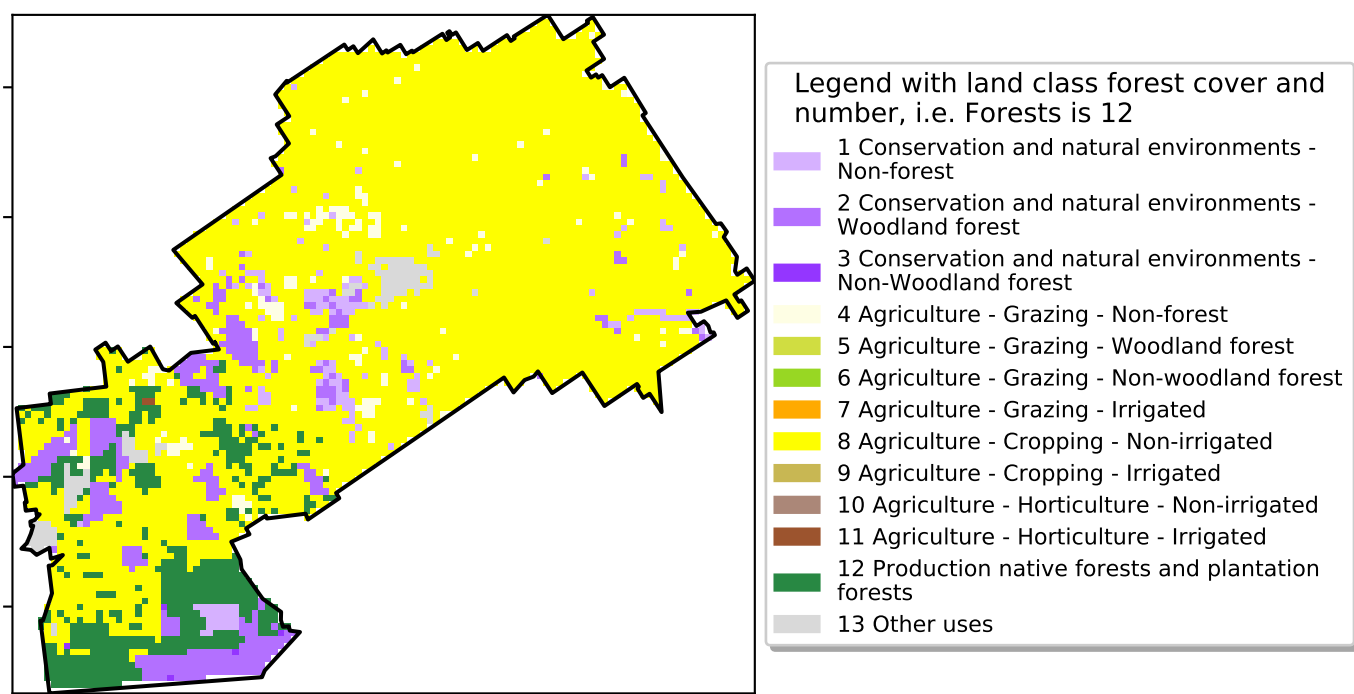 Legend with land class forest cover and
number, i.e. Forests is 12
1 Conservation and natural environments -
Non-forest
2 Conservation and natural environments -
Woodland forest
3 Conservation and natural environments -
Non-Woodland forest
4 Agriculture - Grazing - Non-forest
5 Agriculture - Grazing - Woodland forest
6 Agriculture - Grazing - Non-woodland forest
7 Agriculture - Grazing - Irrigated
8 Agriculture - Cropping - Non-irrigated
9 Agriculture - Cropping - Irrigated
10 Agriculture - Horticulture - Non-irrigated
11 Agriculture - Horticulture - Irrigated
12 Production native forests and plantation
forests
13 Other uses